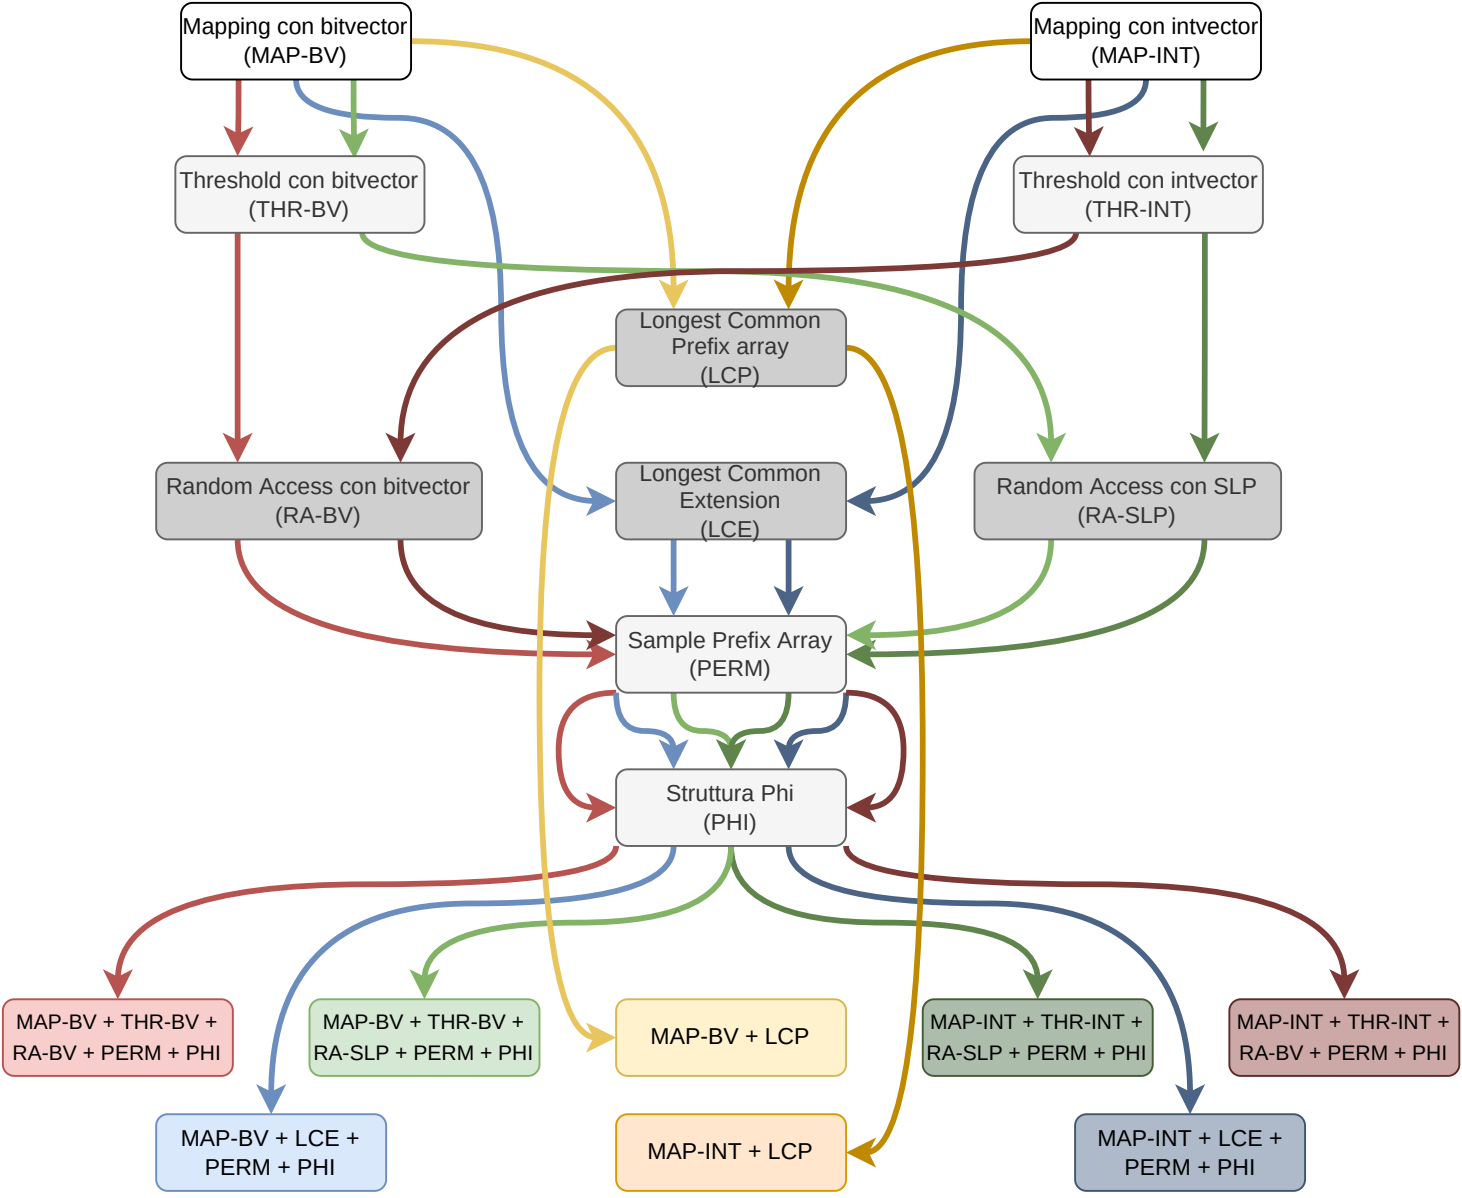 Mapping con bitvector
(MAP-BV)
Mapping con intvector
(MAP-INT)
Threshold con bitvector
(THR-BV)
Threshold con intvector
(THR-INT)
Longest Common
Prefix array
(LCP)
Random Access con bitvector
(RA-BV)
Longest Common
Extension
(LCE)
Random Access con SLP
(RA-SLP)
Sample Prefix Array
(PERM)
Struttura Phi
(PHI)
MAP-BV + THR-BV +
RA-BV + PERM + PHI
MAP-BV + THR-BV +
RA-SLP + PERM + PHI
MAP-BV + LCP
MAP-INT + THR-INT +
RA-SLP + PERM + PHI
MAP-INT + THR-INT +
RA-BV + PERM + PHI
MAP-BV + LCE +
PERM + PHI
MAP-INT + LCP
MAP-INT + LCE +
PERM + PHI